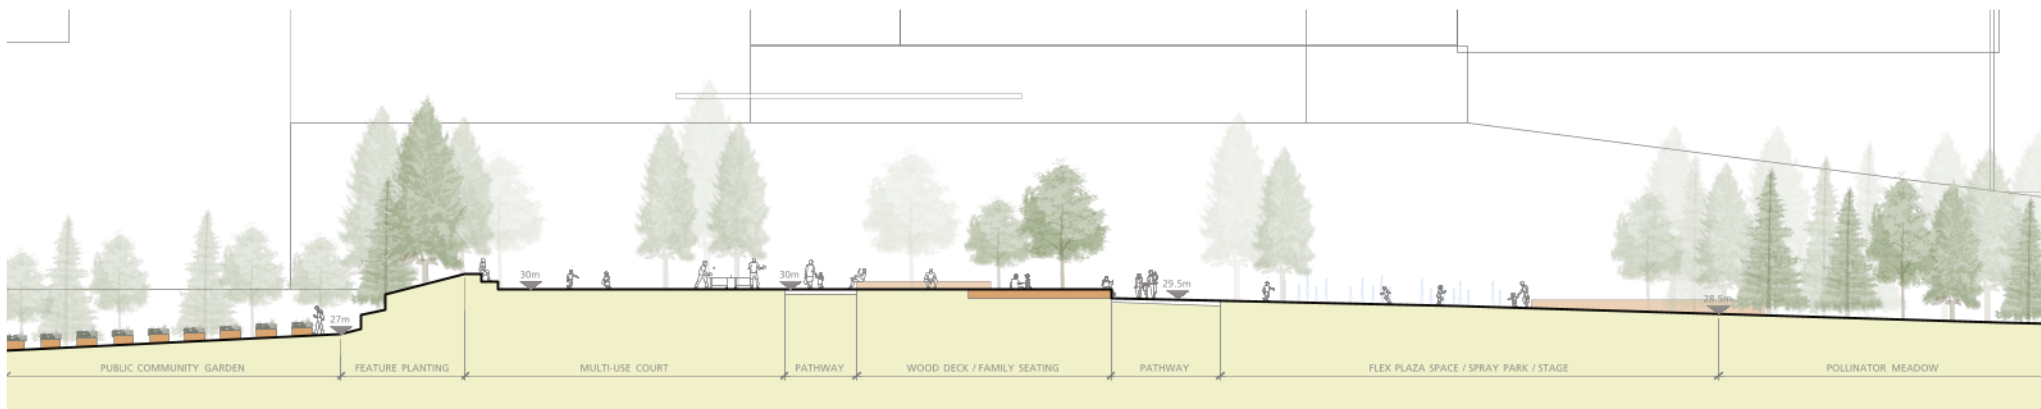 30m
30m
29.5m
28.5m
27m
PUBLIC COMMUNITY GARDEN
FEATURE PLANTING
MULTI-USE COURT
PATHWAY
WOOD DECK / FAMILY SEATING
PATHWAY
FLEX PLAZA SPACE / SPRAY PARK / STAGE
POLLINATOR MEADOW